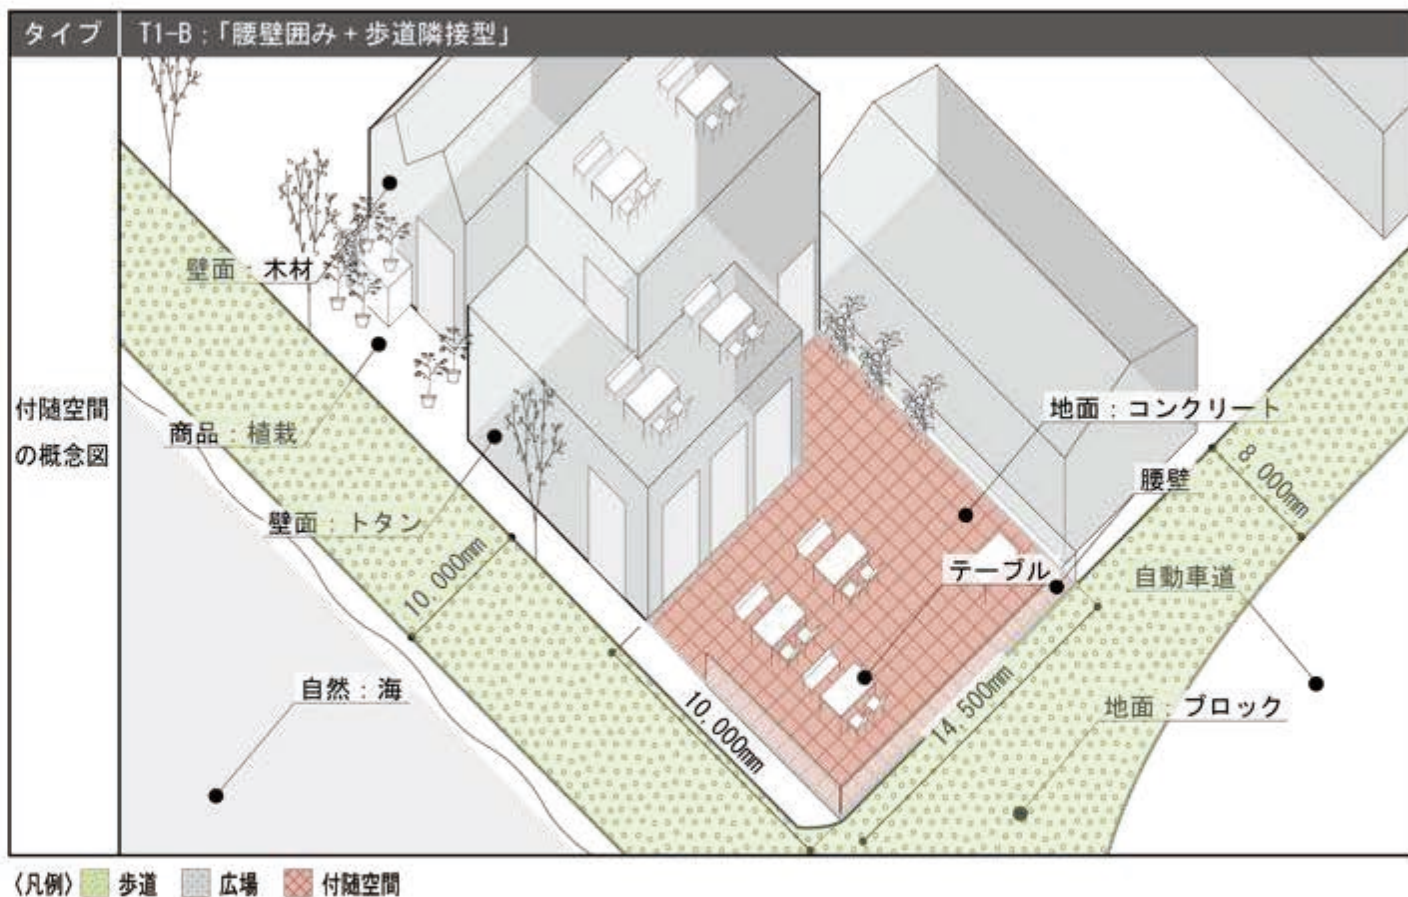 タイプ T1-B:「腰壁囲み + 歩道隣接型」
付随空間
の概念図
壁面:木材
商品:植栽
壁面:トタン
10,000mm
自然:海
地面:コンクリート
8,000mm
腰壁
テーブル
自動車道
10,000mm
14,500mm
地面:ブロック
〈凡例〉 歩道 広場 付随空間